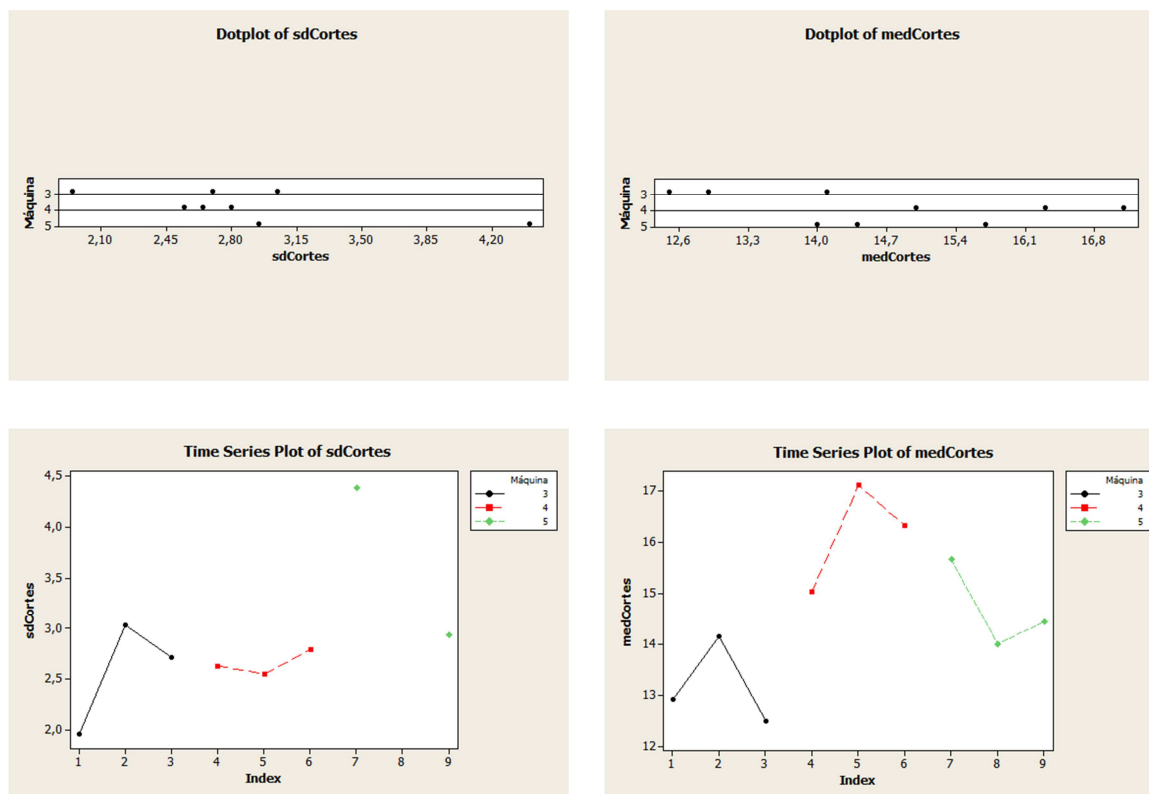 Dotplot of sdCortes
Máquina
3
4
5
2,10 2,45 2,80 3,15 3,50 3,85 4,20
sdCortes
Dotplot of medCortes
Máquina
3
4
5
12,6 13,3 14,0 14,7 15,4 16,1 16,8
medCortes
Time Series Plot of sdCortes
sdCortes
4,5
4,0
3,5
3,0
2,5
2,0
1 2 3 4 5 6 7 8 9
Index
Máquina
3
4
5
Time Series Plot of medCortes
medCortes
17
16
15
14
13
12
1 2 3 4 5 6 7 8 9
Index
Máquina
3
4
5